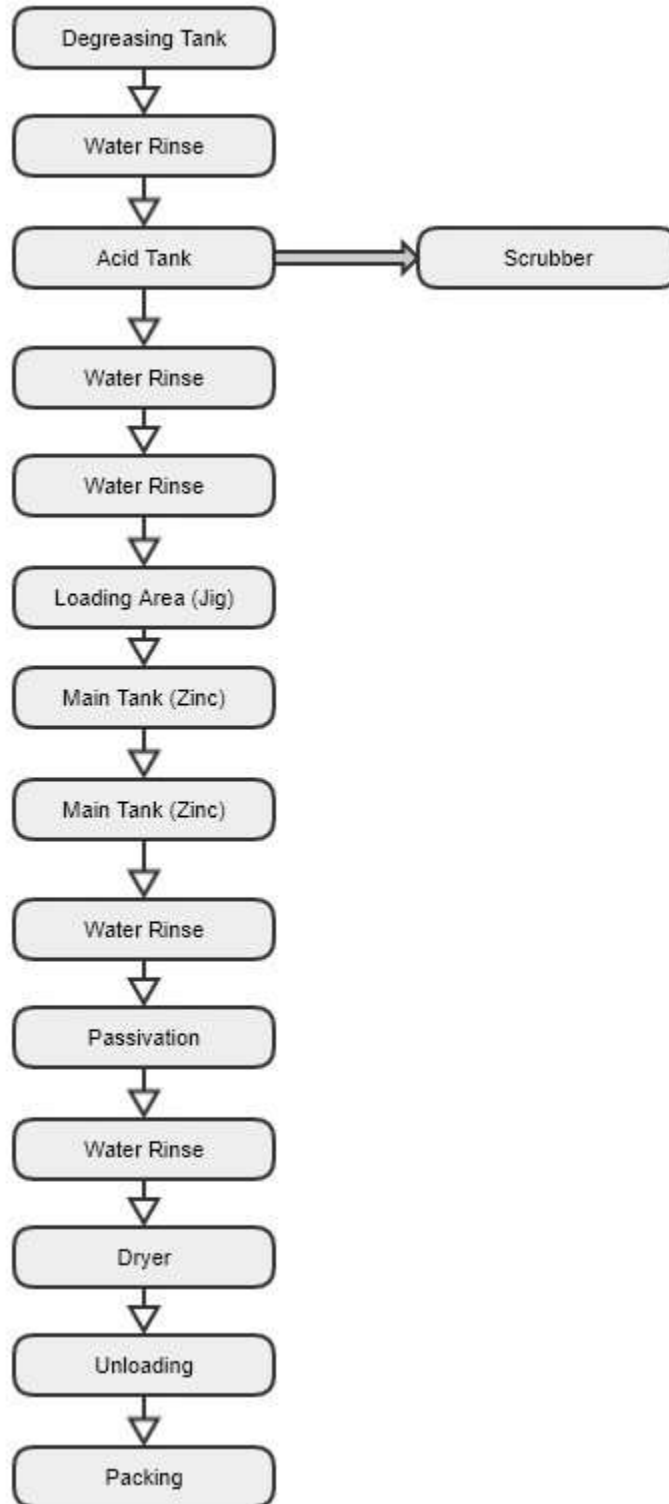 Degreasing Tank
Water Rinse
Acid Tank
Scrubber
Water Rinse
Water Rinse
Loading Area (Jig)
Main Tank (Zinc)
Main Tank (Zinc)
Water Rinse
Passivation
Water Rinse
Dryer
Unloading
Packing